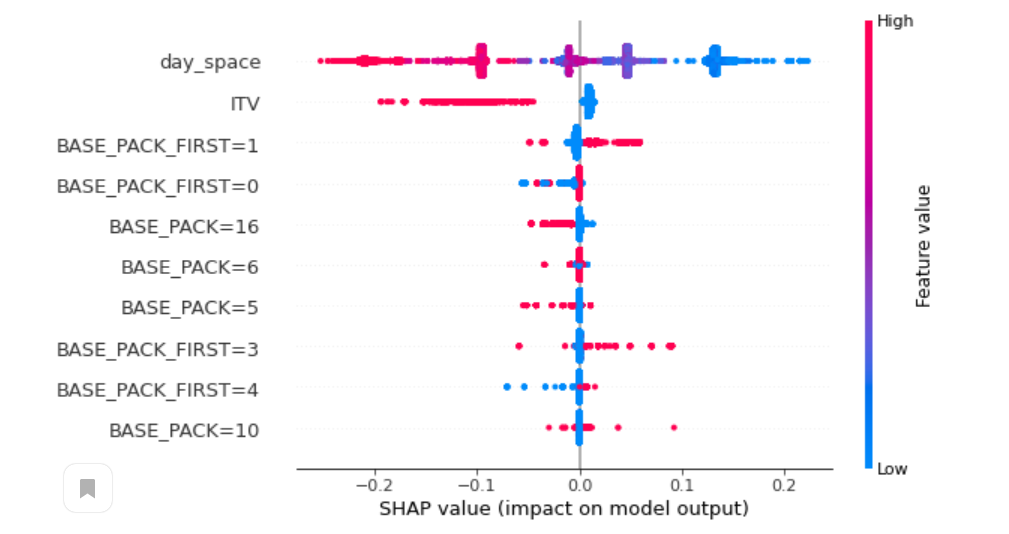 High
day_space
ITV
BASE_PACK_FIRST=1
BASE_PACK_FIRST=0
BASE_PACK=16
BASE_PACK=6
BASE_PACK=5
BASE_PACK_FIRST=3
BASE_PACK_FIRST=4
BASE_PACK=10
Feature value
Low
−0.2 −0.1 0.0 0.1 0.2
SHAP value (impact on model output)